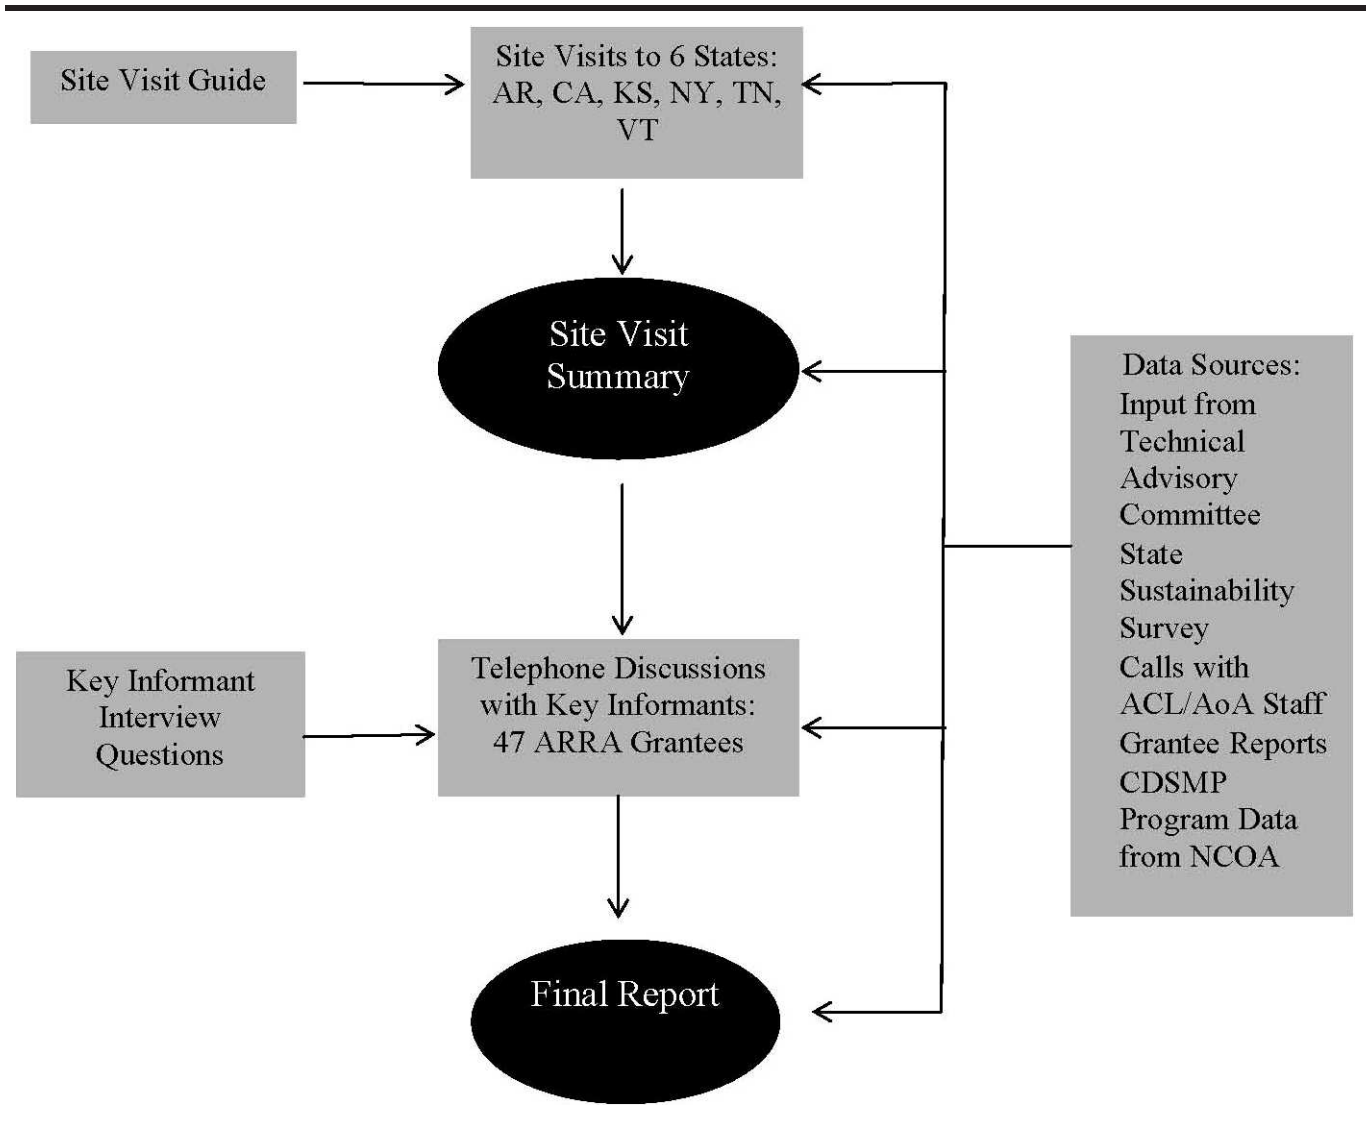 Site Visit Guide
Site Visits to 6 States:
AR, CA, KS, NY, TN,
VT
Site Visit
Summary
Key Informant
Interview
Questions
Telephone Discussions
with Key Informants:
47 ARRA Grantees
Final Report
Data Sources:
Input from
Technical
Advisory
Committee
State
Sustainability
Survey
Calls with
ACL/AoA Staff
Grantee Reports
CDSMP
Program Data
from NCOA